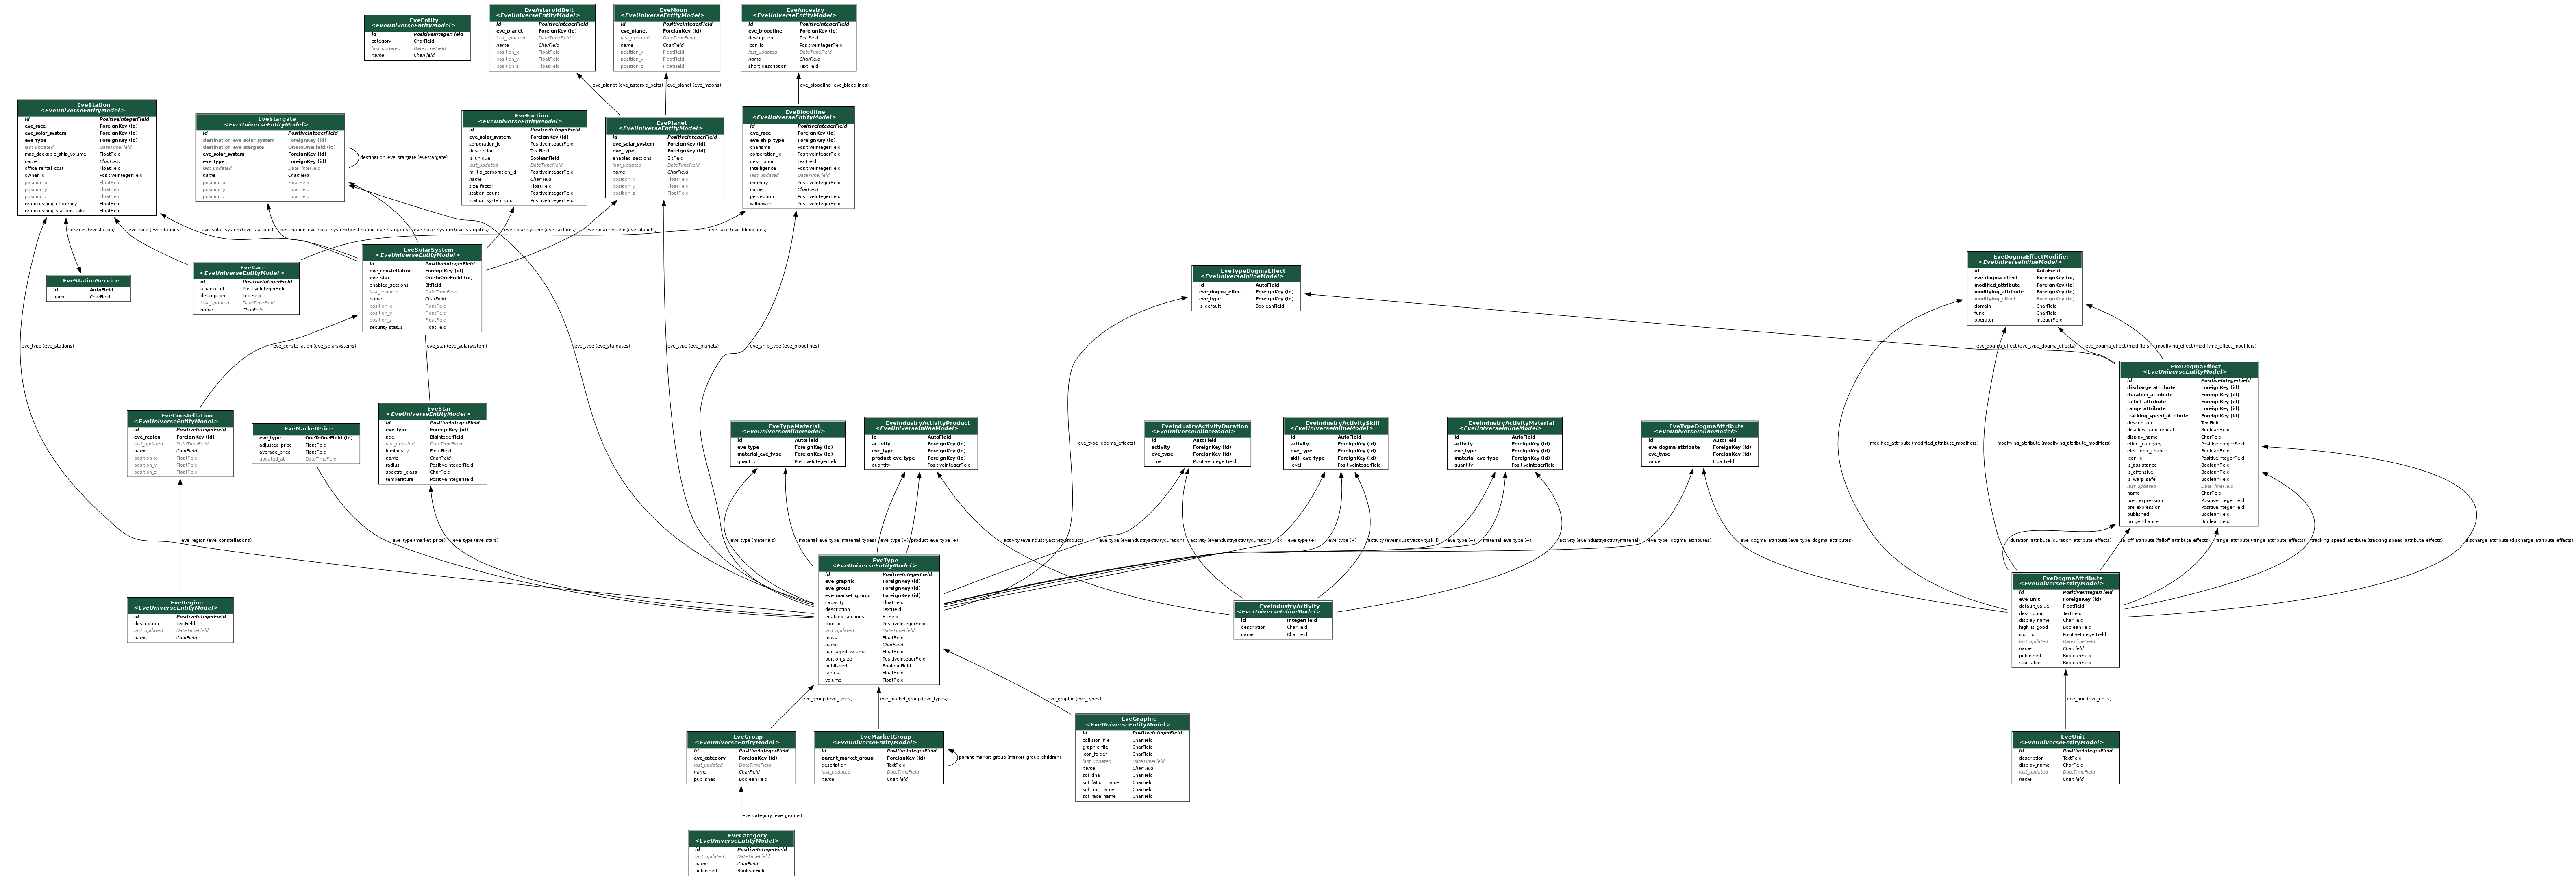 EveEntity
<EveUniverseEntityModel>
id PositiveIntegerField
category CharField
last_updated DateTimeField
name CharField
EveAsteroidBelt
<EveUniverseEntityModel>
id PositiveIntegerField
eve_planet ForeignKey (id)
last_updated DateTimeField
name CharField
position_x FloatField
position_y FloatField
position_z FloatField
EveMoon
<EveUniverseEntityModel>
id PositiveIntegerField
eve_planet ForeignKey (id)
last_updated DateTimeField
name CharField
position_x FloatField
position_y FloatField
position_z FloatField
EveAncestry
<EveUniverseEntityModel>
id PositiveIntegerField
eve_bloodline ForeignKey (id)
description TextField
icon_id PositiveIntegerField
last_updated DateTimeField
name CharField
short_description TextField
eve_planet (eve_asteroid_belts)
eve_planet (eve_moons)
eve_bloodline (eve_bloodlines)
EveStation
<EveUniverseEntityModel>
id PositiveIntegerField
eve_race ForeignKey (id)
eve_solar_system ForeignKey (id)
eve_type ForeignKey (id)
last_updated DateTimeField
max_dockable_ship_volume FloatField
name CharField
office_rental_cost FloatField
owner_id PositiveIntegerField
position_x FloatField
position_y FloatField
position_z FloatField
reprocessing_efficiency FloatField
reprocessing_stations_take FloatField
EveStargate
<EveUniverseEntityModel>
id PositiveIntegerField
destination_eve_solar_system ForeignKey (id)
destination_eve_stargate OneToOneField (id)
eve_solar_system ForeignKey (id)
eve_type ForeignKey (id)
last_updated DateTimeField
name CharField
position_x FloatField
position_y FloatField
position_z FloatField
destination_eve_stargate (evestargate)
EveFaction
<EveUniverseEntityModel>
id PositiveIntegerField
eve_solar_system ForeignKey (id)
corporation_id PositiveIntegerField
description TextField
is_unique BooleanField
last_updated DateTimeField
militia_corporation_id PositiveIntegerField
name CharField
size_factor FloatField
station_count PositiveIntegerField
station_system_count PositiveIntegerField
EvePlanet
<EveUniverseEntityModel>
id PositiveIntegerField
eve_solar_system ForeignKey (id)
eve_type ForeignKey (id)
enabled_sections BitField
last_updated DateTimeField
name CharField
position_x FloatField
position_y FloatField
position_z FloatField
EveBloodline
<EveUniverseEntityModel>
id PositiveIntegerField
eve_race ForeignKey (id)
eve_ship_type ForeignKey (id)
charisma PositiveIntegerField
corporation_id PositiveIntegerField
description TextField
intelligence PositiveIntegerField
last_updated DateTimeField
memory PositiveIntegerField
name CharField
perception PositiveIntegerField
willpower PositiveIntegerField
services (evestation)
eve_race (eve_stations)
eve_solar_system (eve_stations)
destination_eve_solar_system (destination_eve_stargates)
eve_solar_system (eve_stargates)
eve_solar_system (eve_factions)
eve_solar_system (eve_planets)
eve_race (eve_bloodlines)
EveStationService
id AutoField
name CharField
EveRace
<EveUniverseEntityModel>
id PositiveIntegerField
alliance_id PositiveIntegerField
description TextField
last_updated DateTimeField
name CharField
EveSolarSystem
<EveUniverseEntityModel>
id PositiveIntegerField
eve_constellation ForeignKey (id)
eve_star OneToOneField (id)
enabled_sections BitField
last_updated DateTimeField
name CharField
position_x FloatField
position_y FloatField
position_z FloatField
security_status FloatField
EveTypeDogmaEffect
<EveUniverseInlineModel>
id AutoField
eve_dogma_effect ForeignKey (id)
eve_type ForeignKey (id)
is_default BooleanField
EveDogmaEffectModifier
<EveUniverseInlineModel>
id AutoField
eve_dogma_effect ForeignKey (id)
modified_attribute ForeignKey (id)
modifying_attribute ForeignKey (id)
modifying_effect ForeignKey (id)
domain CharField
func CharField
operator IntegerField
eve_type (eve_stations)
eve_constellation (eve_solarsystems)
eve_star (eve_solarsystem)
eve_type (eve_stargates)
eve_type (eve_planets)
eve_ship_type (eve_bloodlines)
eve_dogma_effect (eve_type_dogma_effects)
eve_dogma_effect (modifiers)
modifying_effect (modifying_effect_modifiers)
EveDogmaEffect
<EveUniverseEntityModel>
id PositiveIntegerField
discharge_attribute ForeignKey (id)
duration_attribute ForeignKey (id)
falloff_attribute ForeignKey (id)
range_attribute ForeignKey (id)
tracking_speed_attribute ForeignKey (id)
description TextField
disallow_auto_repeat BooleanField
display_name CharField
effect_category PositiveIntegerField
electronic_chance BooleanField
icon_id PositiveIntegerField
is_assistance BooleanField
is_offensive BooleanField
is_warp_safe BooleanField
last_updated DateTimeField
name CharField
post_expression PositiveIntegerField
pre_expression PositiveIntegerField
published BooleanField
range_chance BooleanField
EveConstellation
<EveUniverseEntityModel>
id PositiveIntegerField
eve_region ForeignKey (id)
last_updated DateTimeField
name CharField
position_x FloatField
position_y FloatField
position_z FloatField
EveMarketPrice
eve_type OneToOneField (id)
adjusted_price FloatField
average_price FloatField
updated_at DateTimeField
EveStar
<EveUniverseEntityModel>
id PositiveIntegerField
eve_type ForeignKey (id)
age BigIntegerField
last_updated DateTimeField
luminosity FloatField
name CharField
radius PositiveIntegerField
spectral_class CharField
temperature PositiveIntegerField
EveTypeMaterial
<EveUniverseInlineModel>
id AutoField
eve_type ForeignKey (id)
material_eve_type ForeignKey (id)
quantity PositiveIntegerField
EveIndustryActivityProduct
<EveUniverseInlineModel>
id AutoField
activity ForeignKey (id)
eve_type ForeignKey (id)
product_eve_type ForeignKey (id)
quantity PositiveIntegerField
eve_type (dogma_effects)
EveIndustryActivityDuration
<EveUniverseInlineModel>
id AutoField
activity ForeignKey (id)
eve_type ForeignKey (id)
time PositiveIntegerField
EveIndustryActivitySkill
<EveUniverseInlineModel>
id AutoField
activity ForeignKey (id)
eve_type ForeignKey (id)
skill_eve_type ForeignKey (id)
level PositiveIntegerField
EveIndustryActivityMaterial
<EveUniverseInlineModel>
id AutoField
activity ForeignKey (id)
eve_type ForeignKey (id)
material_eve_type ForeignKey (id)
quantity PositiveIntegerField
EveTypeDogmaAttribute
<EveUniverseInlineModel>
id AutoField
eve_dogma_attribute ForeignKey (id)
eve_type ForeignKey (id)
value FloatField
modified_attribute (modified_attribute_modifiers)
modifying_attribute (modifying_attribute_modifiers)
eve_region (eve_constellations)
eve_type (market_price)
eve_type (eve_stars)
eve_type (materials)
material_eve_type (material_types)
eve_type (+)
product_eve_type (+)
activity (eveindustryactivityproduct)
eve_type (eveindustryactivityduration)
activity (eveindustryactivityduration)
skill_eve_type (+)
eve_type (+)
activity (eveindustryactivityskill)
eve_type (+)
material_eve_type (+)
activity (eveindustryactivitymaterial)
eve_type (dogma_attributes)
eve_dogma_attribute (eve_type_dogma_attributes)
duration_attribute (duration_attribute_effects)
falloff_attribute (falloff_attribute_effects)
range_attribute (range_attribute_effects)
tracking_speed_attribute (tracking_speed_attribute_effects)
discharge_attribute (discharge_attribute_effects)
EveRegion
<EveUniverseEntityModel>
id PositiveIntegerField
description TextField
last_updated DateTimeField
name CharField
EveType
<EveUniverseEntityModel>
id PositiveIntegerField
eve_graphic ForeignKey (id)
eve_group ForeignKey (id)
eve_market_group ForeignKey (id)
capacity FloatField
description TextField
enabled_sections BitField
icon_id PositiveIntegerField
last_updated DateTimeField
mass FloatField
name CharField
packaged_volume FloatField
portion_size PositiveIntegerField
published BooleanField
radius FloatField
volume FloatField
EveIndustryActivity
<EveUniverseInlineModel>
id IntegerField
description CharField
name CharField
EveDogmaAttribute
<EveUniverseEntityModel>
id PositiveIntegerField
eve_unit ForeignKey (id)
default_value FloatField
description TextField
display_name CharField
high_is_good BooleanField
icon_id PositiveIntegerField
last_updated DateTimeField
name CharField
published BooleanField
stackable BooleanField
eve_group (eve_types)
eve_market_group (eve_types)
eve_graphic (eve_types)
eve_unit (eve_units)
EveGroup
<EveUniverseEntityModel>
id PositiveIntegerField
eve_category ForeignKey (id)
last_updated DateTimeField
name CharField
published BooleanField
EveMarketGroup
<EveUniverseEntityModel>
id PositiveIntegerField
parent_market_group ForeignKey (id)
description TextField
last_updated DateTimeField
name CharField
parent_market_group (market_group_children)
EveGraphic
<EveUniverseEntityModel>
id PositiveIntegerField
collision_file CharField
graphic_file CharField
icon_folder CharField
last_updated DateTimeField
name CharField
sof_dna CharField
sof_fation_name CharField
sof_hull_name CharField
sof_race_name CharField
EveUnit
<EveUniverseEntityModel>
id PositiveIntegerField
description TextField
display_name CharField
last_updated DateTimeField
name CharField
eve_category (eve_groups)
EveCategory
<EveUniverseEntityModel>
id PositiveIntegerField
last_updated DateTimeField
name CharField
published BooleanField